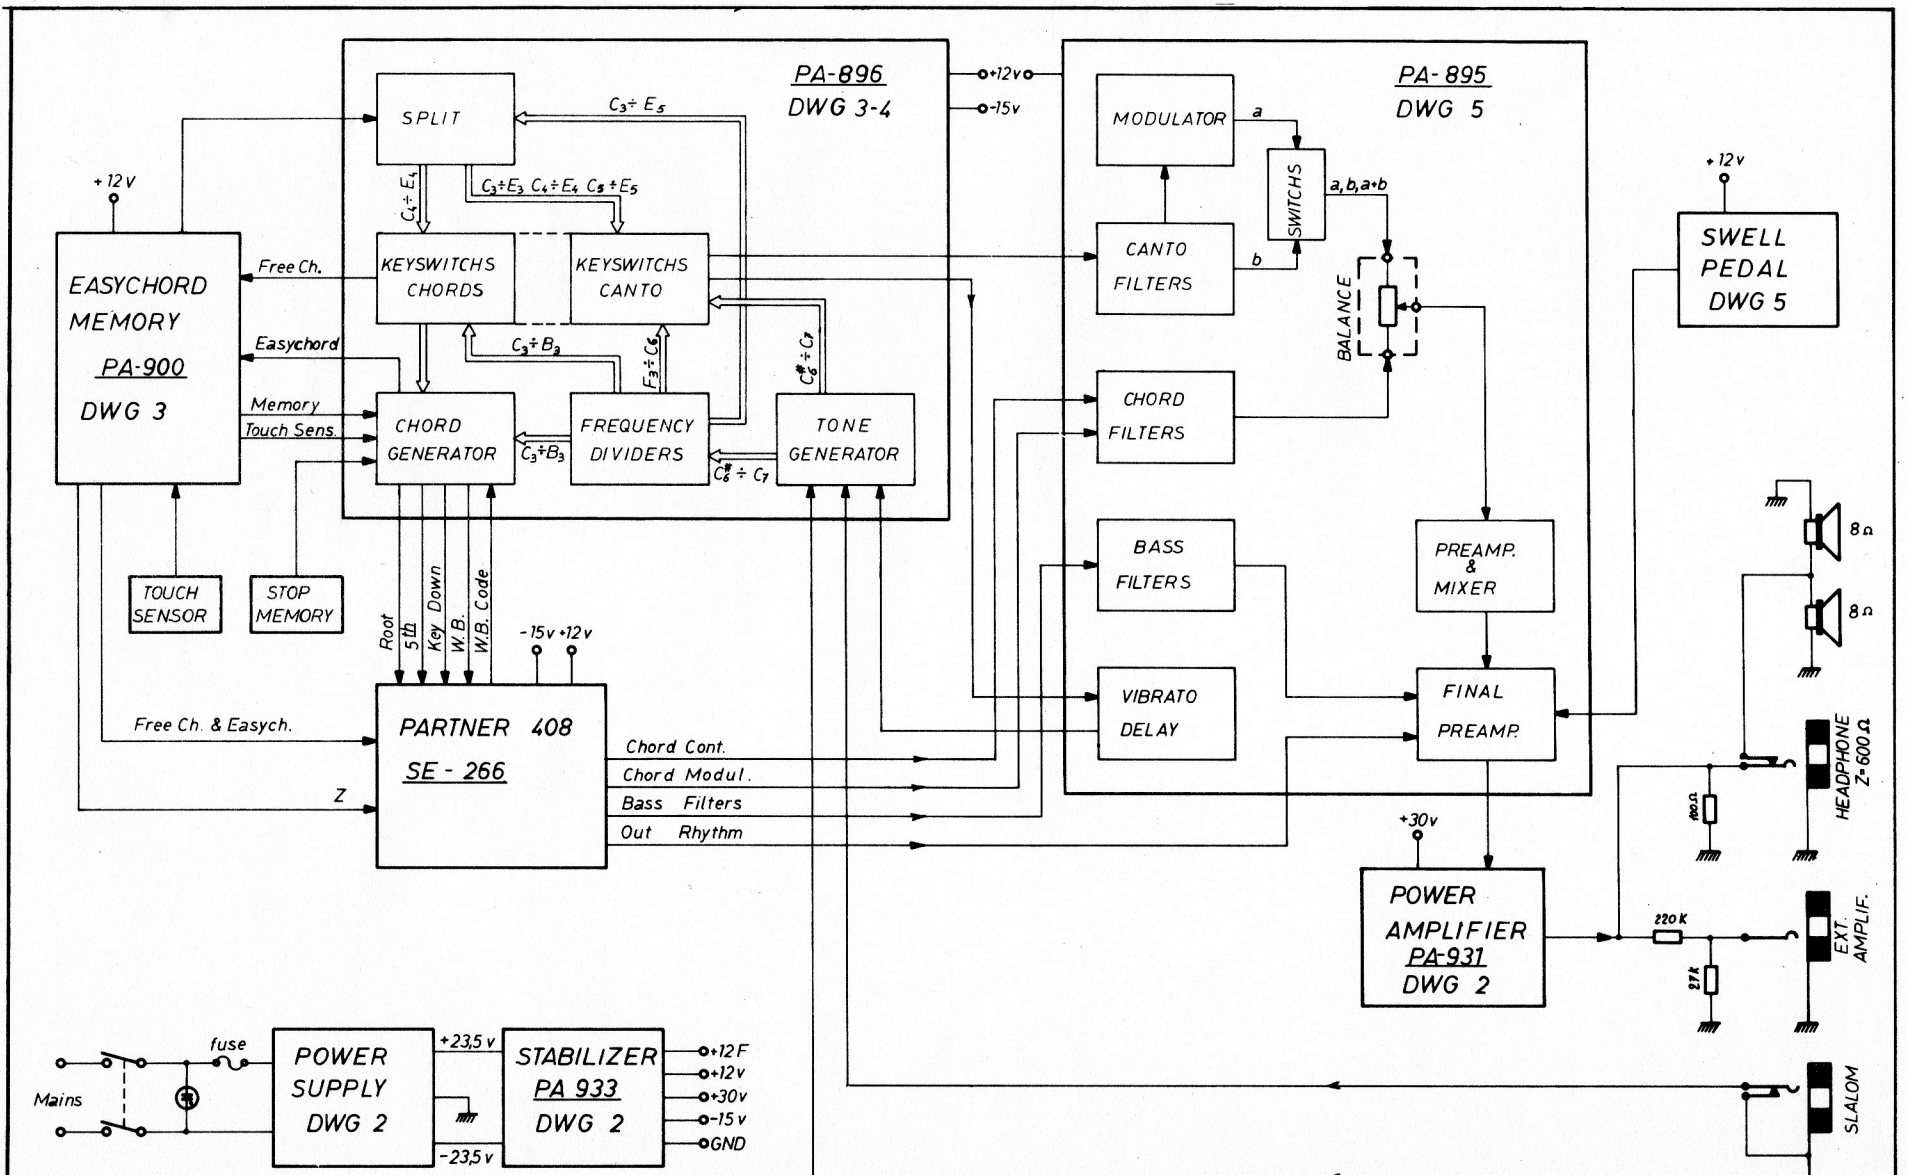 PA-896
DWG 3-4
SPLIT
C3÷E5
C4÷E4
C3÷E3 C4÷E4 C5÷E5
KEYSWITCHS
CHORDS
KEYSWITCHS
CANTO
C3÷B3
F3÷C6
C6#÷C7
CHORD
GENERATOR
C3÷B3
FREQUENCY
DIVIDERS
C6#÷C7
TONE
GENERATOR
+12v
-15v
PA-895
DWG 5
MODULATOR
a
SWITCHS
a,b,a+b
CANTO
FILTERS
b
BALANCE
CHORD
FILTERS
BASS
FILTERS
PREAMP.
&
MIXER
VIBRATO
DELAY
FINAL
PREAMP.
+12v
SWELL
PEDAL
DWG 5
+12v
EASYCHORD
MEMORY
PA-900
DWG 3
Free Ch.
Easychord
Memory
Touch Sens.
TOUCH
SENSOR
STOP
MEMORY
Root
5th
Key Down
W.B.
W.B. Code
-15v +12v
Free Ch. & Easych.
Z
PARTNER 408
SE-266
Chord Cont.
Chord Modul.
Bass Filters
Out Rhythm
+30v
POWER
AMPLIFIER
PA-931
DWG 2
8Ω
8Ω
HEADPHONE
Z=600Ω
100Ω
220K
27K
EXT.
AMPLIF.
SLALOM
Mains
fuse
POWER
SUPPLY
DWG 2
+23,5 v
-23,5 v
STABILIZER
PA 933
DWG 2
+12F
+12v
+30v
-15v
GND